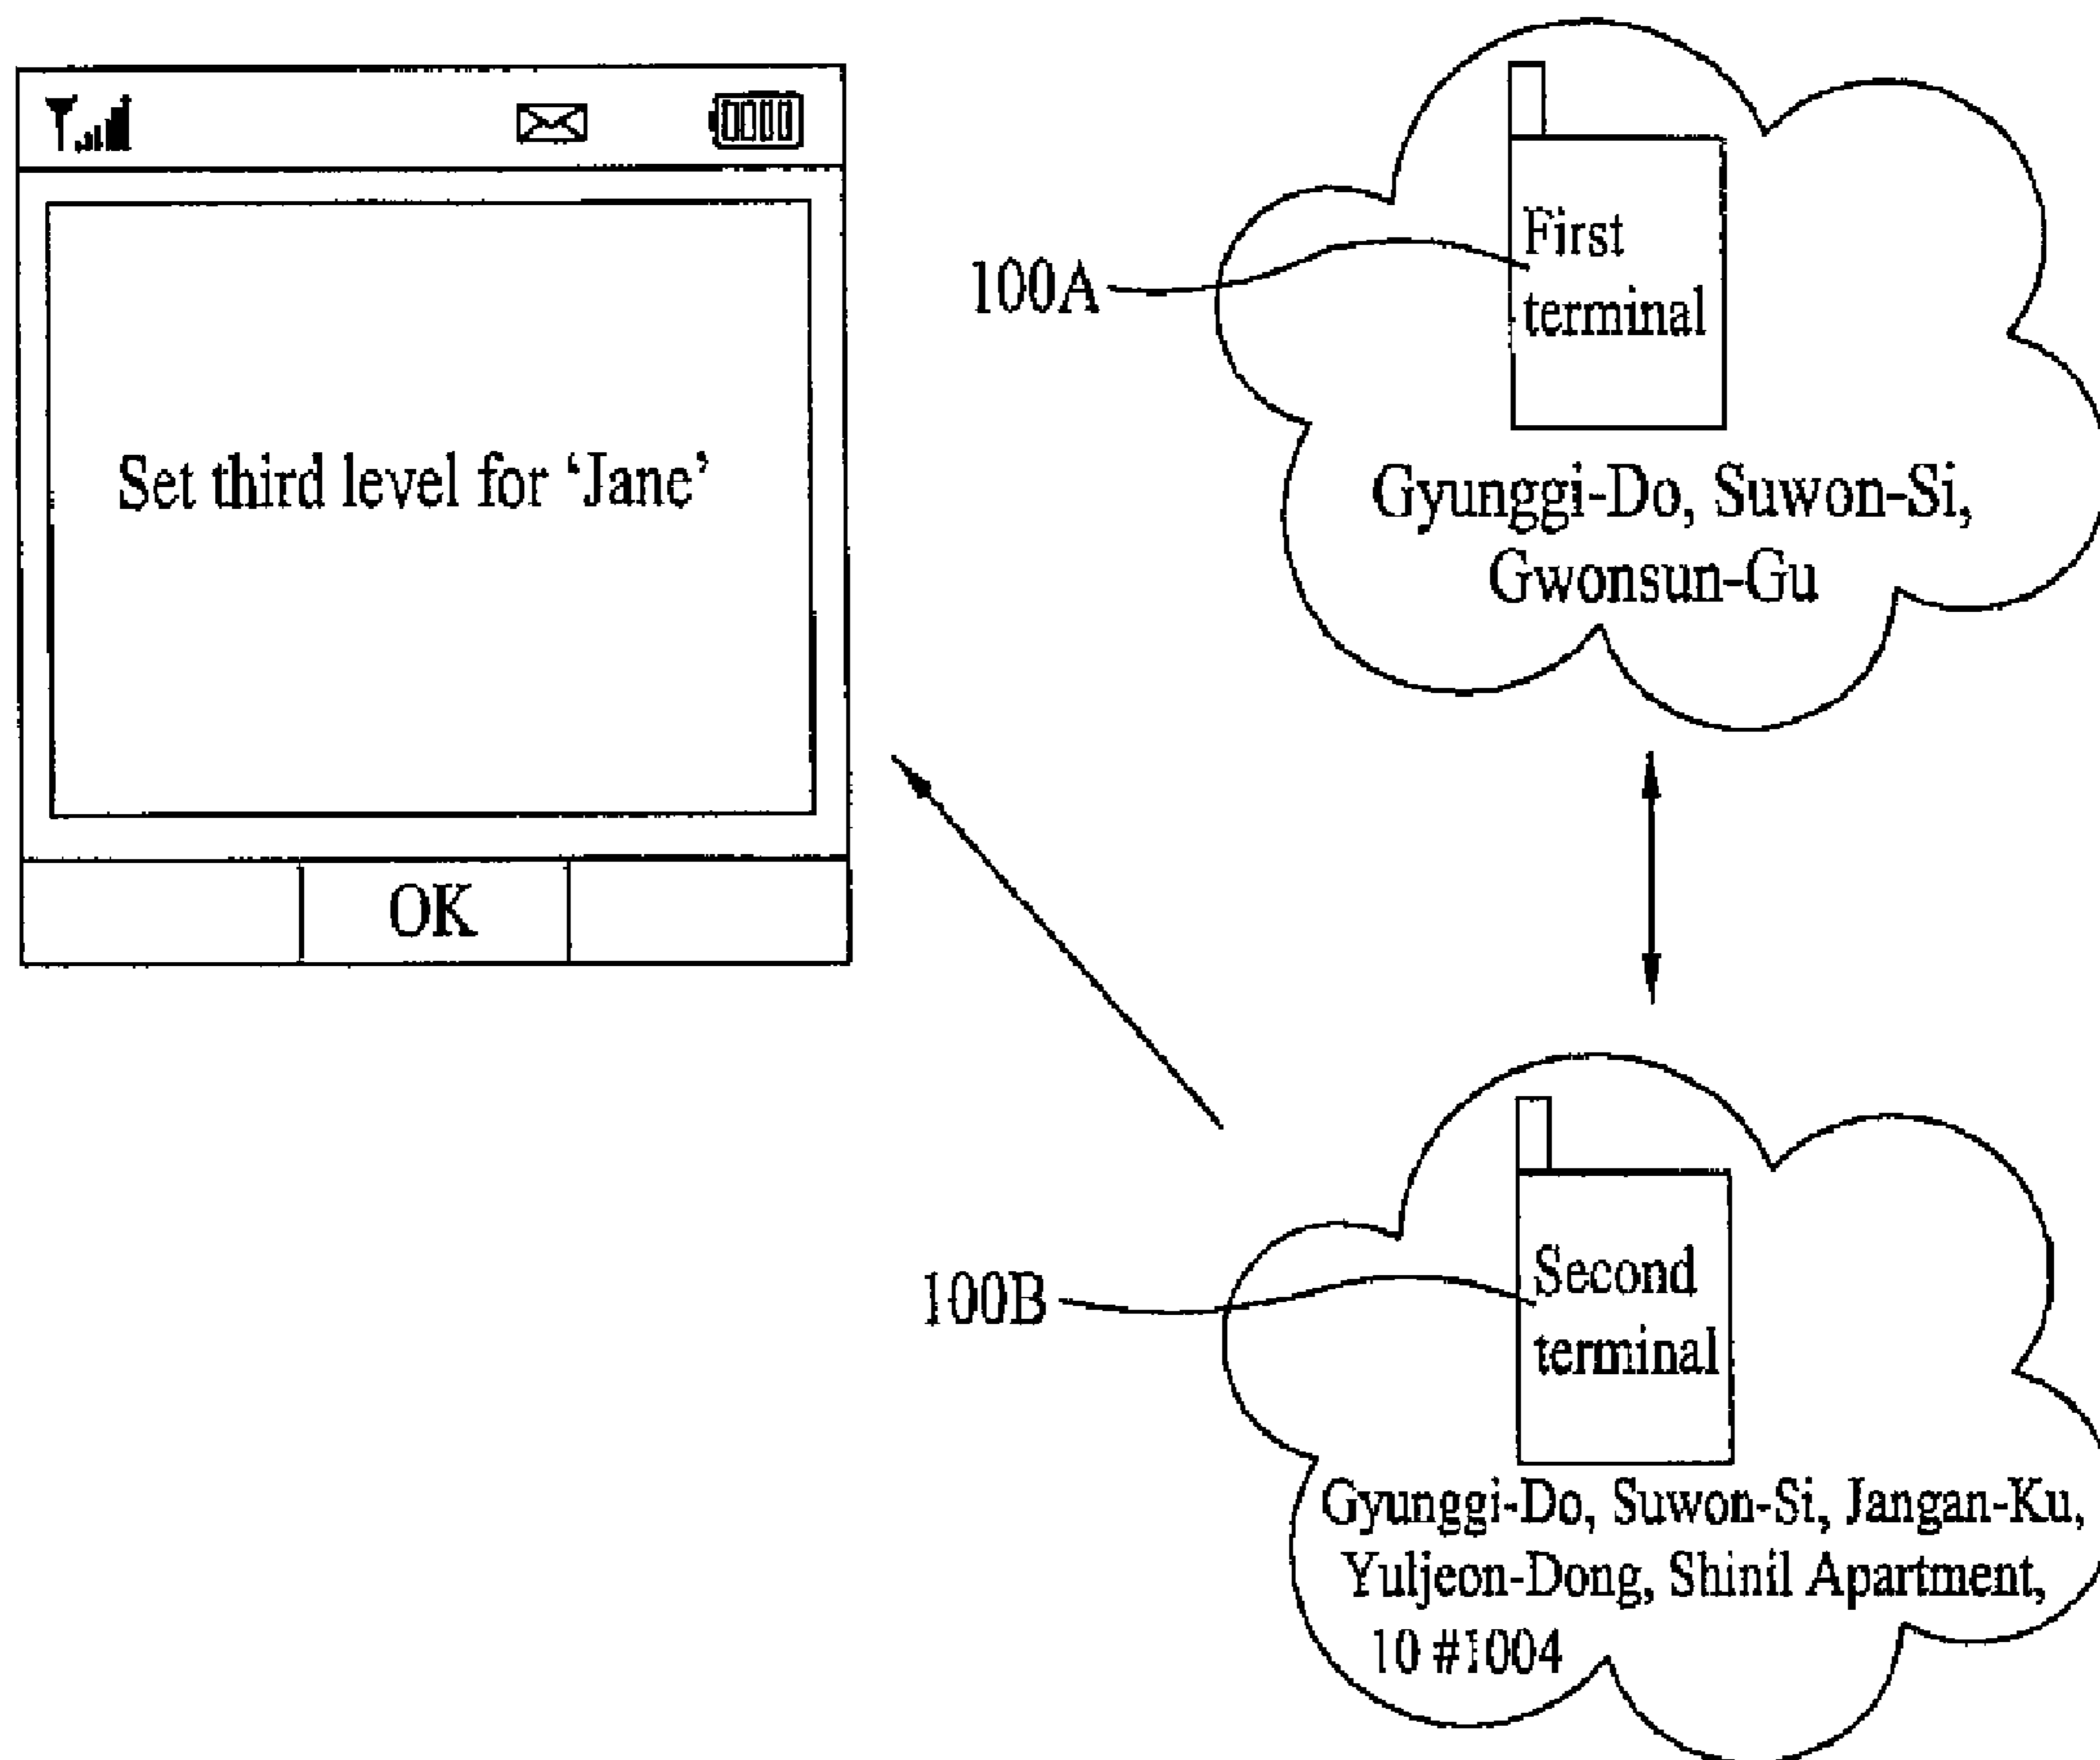 Set third level for ‘Jane’
OK
100A
First
terminal
Gyunggi-Do, Suwon-Si,
Gwonsun-Gu
100B
Second
terminal
Gyunggi-Do, Suwon-Si, Jangan-Ku,
Yuljeon-Dong, Shinil Apartment,
10 #1004